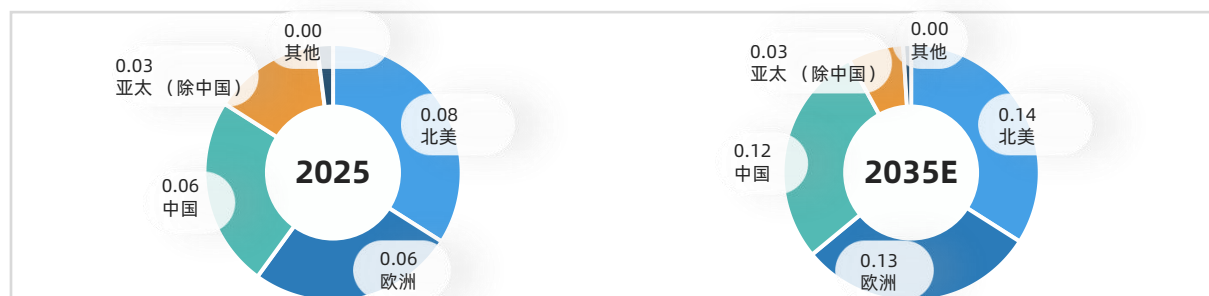 0.00
其他
0.03
亚太 （除中国）
0.08
北美
2025
0.06
中国
0.06
欧洲
0.00
其他
0.03
亚太 （除中国）
0.14
北美
0.12
中国
2035E
0.13
欧洲